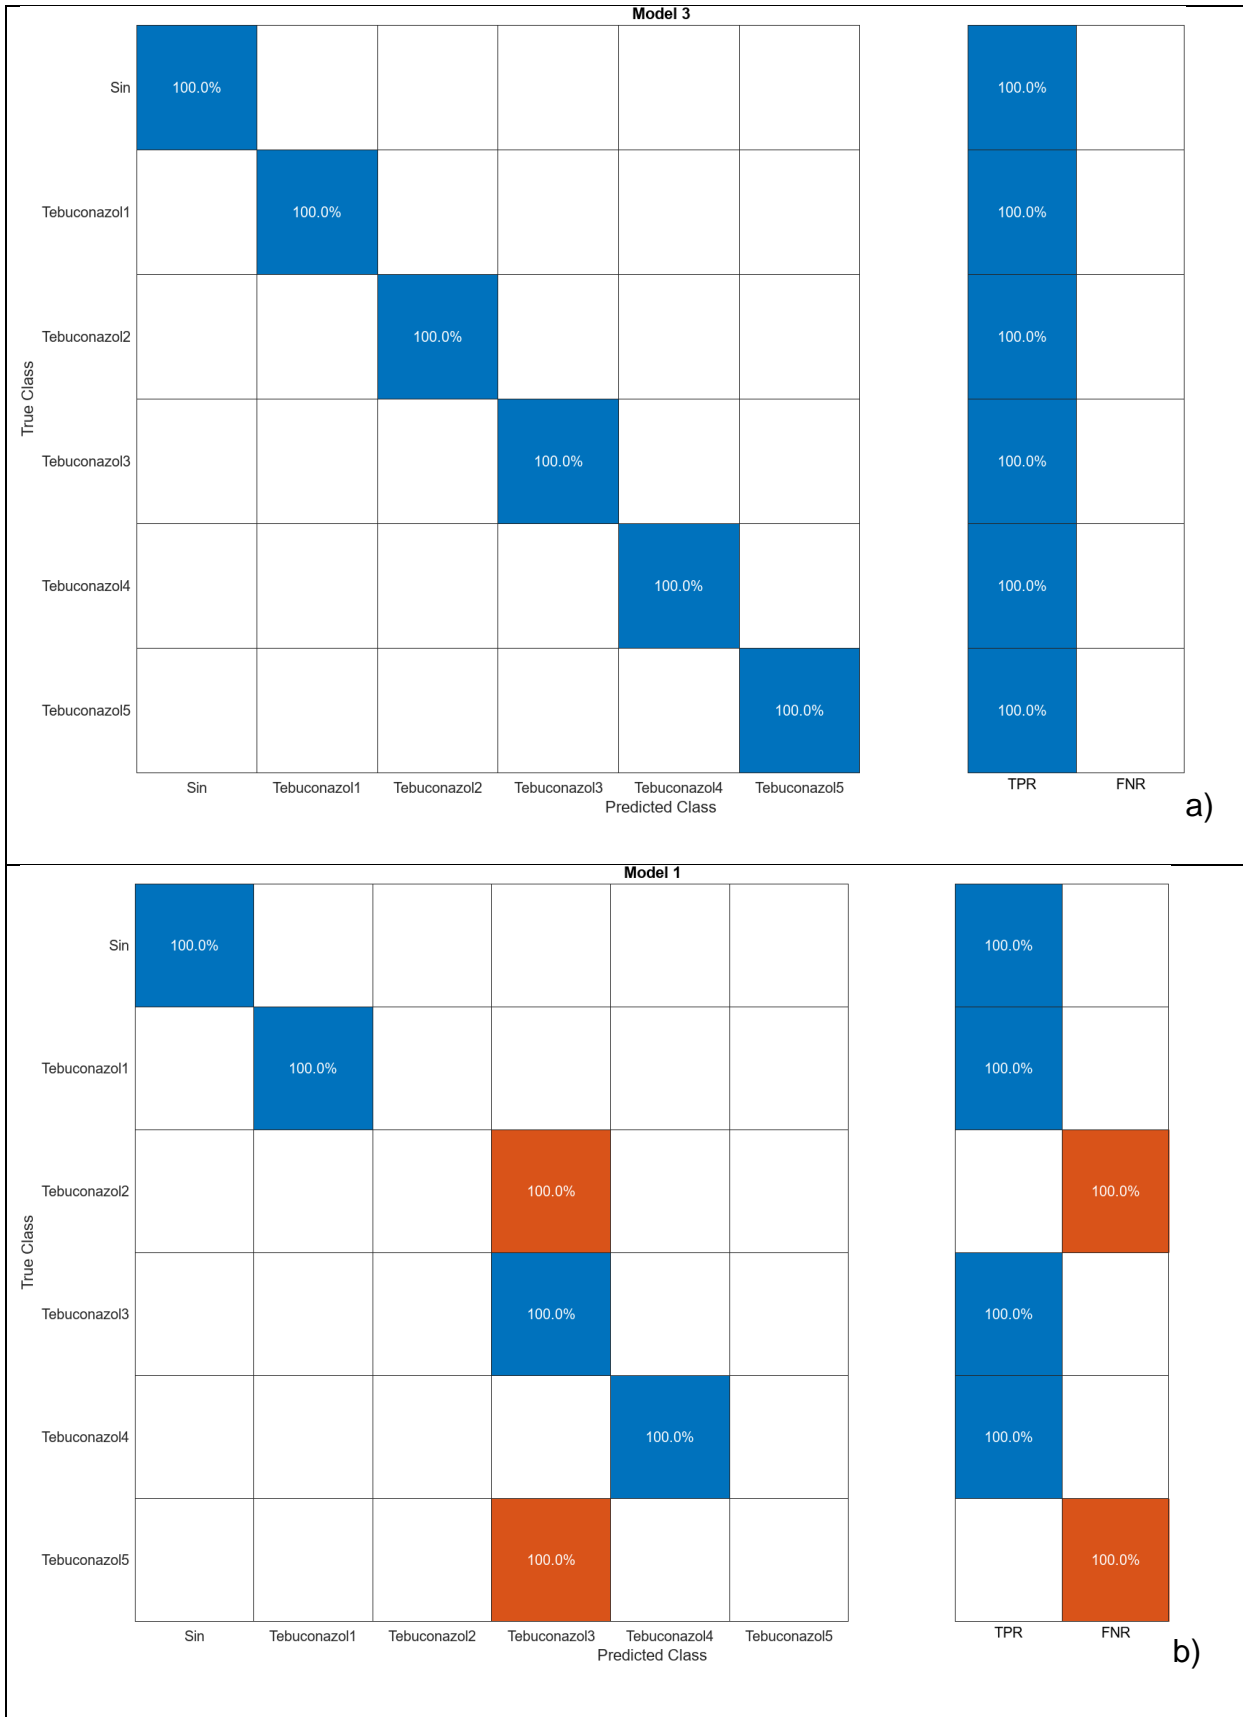 Model 3
True Class
Sin 100.0% 100.0%
Tebuconazol1 100.0% 100.0%
Tebuconazol2 100.0% 100.0%
Tebuconazol3 100.0% 100.0%
Tebuconazol4 100.0% 100.0%
Tebuconazol5 100.0% 100.0%
Sin Tebuconazol1 Tebuconazol2 Tebuconazol3 Tebuconazol4 Tebuconazol5 TPR FNR
Predicted Class
a)
Model 1
True Class
Sin 100.0% 100.0%
Tebuconazol1 100.0% 100.0%
Tebuconazol2 100.0% 100.0%
Tebuconazol3 100.0% 100.0%
Tebuconazol4 100.0% 100.0%
Tebuconazol5 100.0% 100.0%
Sin Tebuconazol1 Tebuconazol2 Tebuconazol3 Tebuconazol4 Tebuconazol5 TPR FNR
Predicted Class
b)